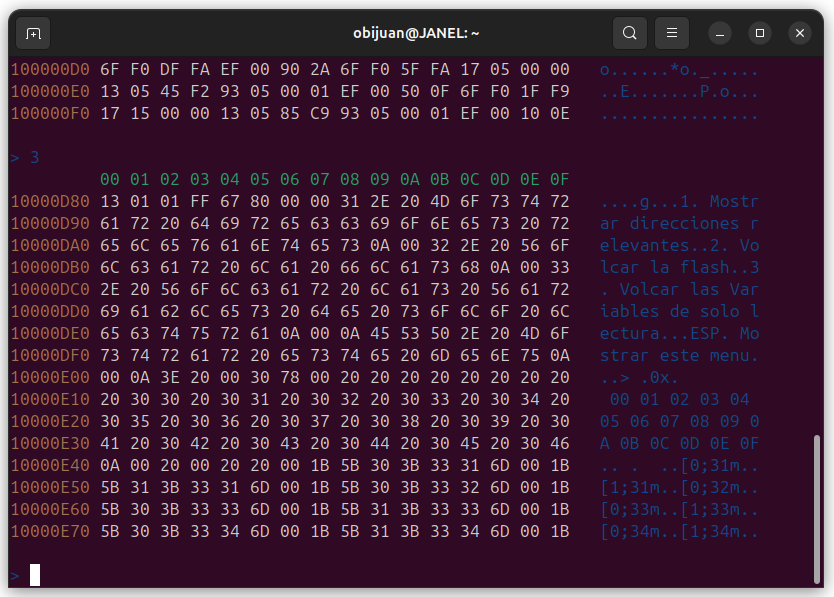 obijuan@JANEL: ~
100000D0 6F F0 DF FA EF 00 90 2A 6F F0 5F FA 17 05 00 00 o......*o._.....
100000E0 13 05 45 F2 93 05 00 01 EF 00 50 0F 6F F0 1F F9 ..E.......P.o...
100000F0 17 15 00 00 13 05 85 C9 93 05 00 01 EF 00 10 0E ................
> 3
00 01 02 03 04 05 06 07 08 09 0A 0B 0C 0D 0E 0F
10000D80 13 01 01 FF 67 80 00 00 31 2E 20 4D 6F 73 74 72 ....g...1. Mostr
10000D90 61 72 20 64 69 72 65 63 63 69 6F 6E 65 73 20 72 ar direcciones r
10000DA0 65 6C 65 76 61 6E 74 65 73 0A 00 32 2E 20 56 6F elevantes..2. Vo
10000DB0 6C 63 61 72 20 6C 61 20 66 6C 61 73 68 0A 00 33 lcar la flash..3
10000DC0 2E 20 56 6F 6C 63 61 72 20 6C 61 73 20 56 61 72 . Volcar las Var
10000DD0 69 61 62 6C 65 73 20 64 65 20 73 6F 6C 6F 20 6C iables de solo l
10000DE0 65 63 74 75 72 61 0A 00 0A 45 53 50 2E 20 4D 6F ectura...ESP. Mo
10000DF0 73 74 72 61 72 20 65 73 74 65 20 6D 65 6E 75 0A strar este menu.
10000E00 00 0A 3E 20 00 30 78 00 20 20 20 20 20 20 20 20 ..> .0x.
10000E10 20 30 30 20 30 31 20 30 32 20 30 33 20 30 34 20 00 01 02 03 04
10000E20 30 35 20 30 36 20 30 37 20 30 38 20 30 39 20 30 05 06 07 08 09 0
10000E30 41 20 30 42 20 30 43 20 30 44 20 30 45 20 30 46 A 0B 0C 0D 0E 0F
10000E40 0A 00 20 00 20 20 00 1B 5B 30 3B 33 31 6D 00 1B .. .  ..[0;31m..
10000E50 5B 31 3B 33 31 6D 00 1B 5B 30 3B 33 32 6D 00 1B [1;31m..[0;32m..
10000E60 5B 30 3B 33 33 6D 00 1B 5B 31 3B 33 33 6D 00 1B [0;33m..[1;33m..
10000E70 5B 30 3B 33 34 6D 00 1B 5B 31 3B 33 34 6D 00 1B [0;34m..[1;34m..
>